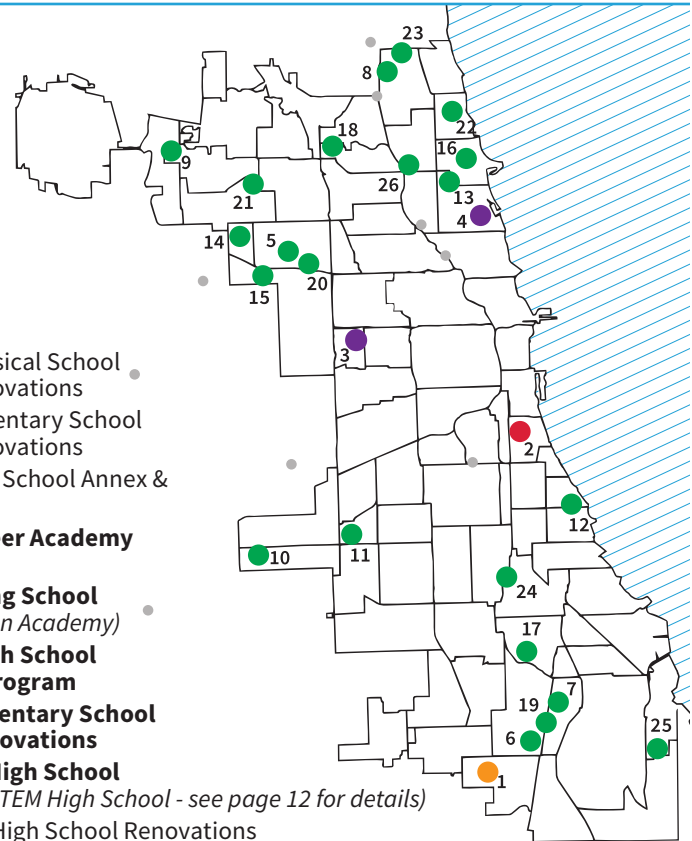 23
8
22
18
16
9
26
13
21
4
14
5
20
15
3
sical School
ovations
entary School
2
ovations
School Annex &
12
er Academy
11
10
24
ng School
n Academy)
17
h School
rogram
7
19
entary School
25
6
ovations
High School
1
TEM High School - see page 12 for details)
High School Renovations